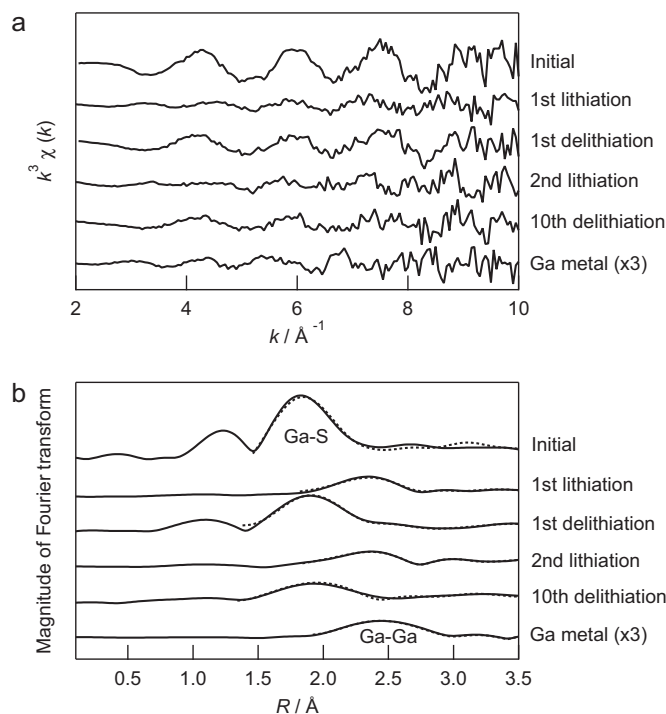 a
k³ χ (k)
Initial
1st lithiation
1st delithiation
2nd lithiation
10th delithiation
Ga metal (x3)
2 4 6 8 10
k / Å⁻¹
b
Magnitude of Fourier transform
Ga-S
Initial
1st lithiation
1st delithiation
2nd lithiation
10th delithiation
Ga-Ga
Ga metal (x3)
0.5 1.0 1.5 2.0 2.5 3.0 3.5
R / Å